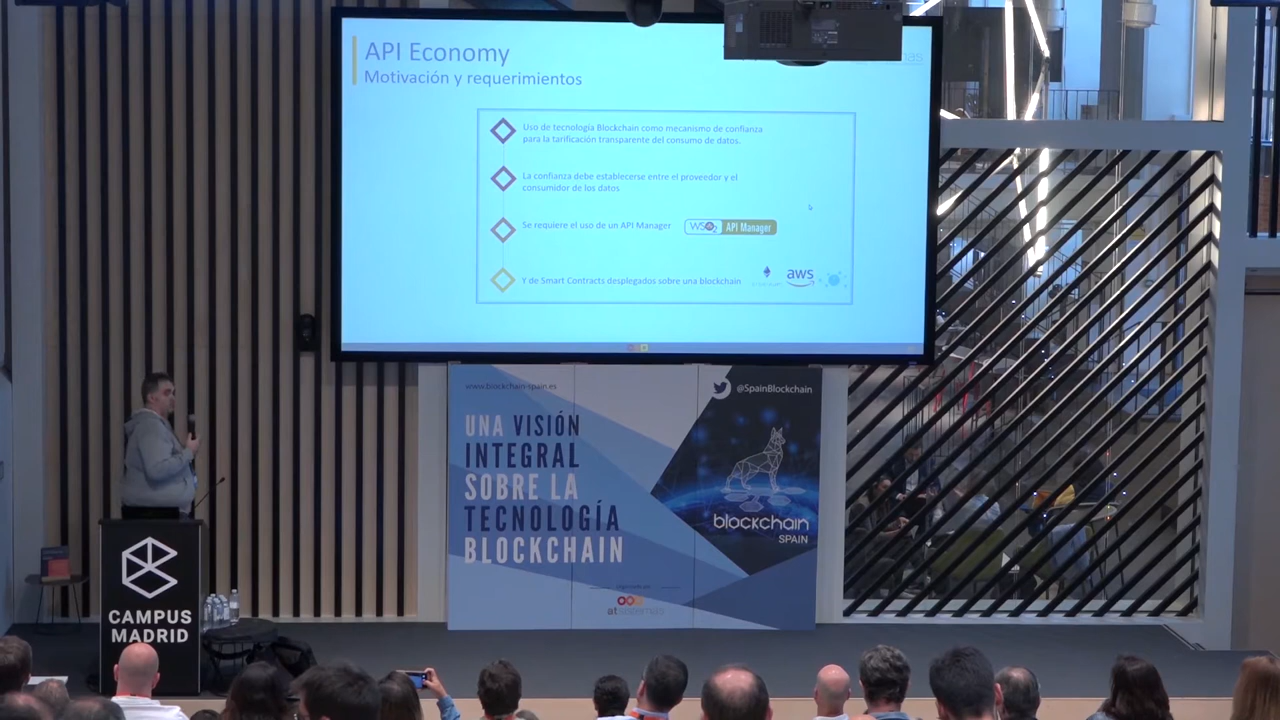 API Economy
Motivación y requerimientos
Uso de tecnología Blockchain como mecanismo de confianza
para la tarificación transparente del consumo de datos.
La confianza debe establecerse entre el proveedor y el
consumidor de los datos
Se requiere el uso de un API Manager
WSO2 API Manager
Y de Smart Contracts desplegados sobre una blockchain
aws
www.blockchain-spain.es
@SpainBlockchain
UNA VISIÓN
INTEGRAL
SOBRE LA
TECNOLOGÍA
BLOCKCHAIN
blockchain
SPAIN
atsistemas
CAMPUS
MADRID